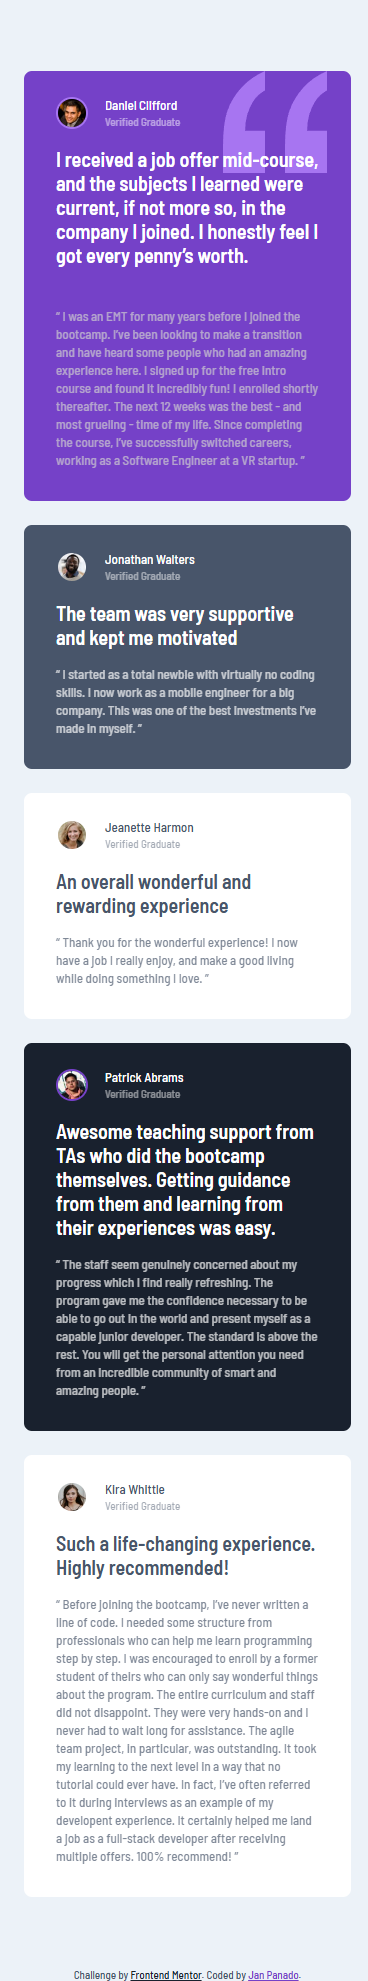 Daniel Clifford
Verified Graduate
I received a job offer mid-course,
and the subjects I learned were
current, if not more so, in the
company I joined. I honestly feel I
got every penny’s worth.
“ I was an EMT for many years before I joined the
bootcamp. I’ve been looking to make a transition
and have heard some people who had an amazing
experience here. I signed up for the free intro
course and found it incredibly fun! I enrolled shortly
thereafter. The next 12 weeks was the best - and
most grueling - time of my life. Since completing
the course, I’ve successfully switched careers,
working as a Software Engineer at a VR startup. ”
Jonathan Walters
Verified Graduate
The team was very supportive
and kept me motivated
“ I started as a total newbie with virtually no coding
skills. I now work as a mobile engineer for a big
company. This was one of the best investments I’ve
made in myself. ”
Jeanette Harmon
Verified Graduate
An overall wonderful and
rewarding experience
“ Thank you for the wonderful experience! I now
have a job I really enjoy, and make a good living
while doing something I love. ”
Patrick Abrams
Verified Graduate
Awesome teaching support from
TAs who did the bootcamp
themselves. Getting guidance
from them and learning from
their experiences was easy.
“ The staff seem genuinely concerned about my
progress which I find really refreshing. The
program gave me the confidence necessary to be
able to go out in the world and present myself as a
capable junior developer. The standard is above the
rest. You will get the personal attention you need
from an incredible community of smart and
amazing people. ”
Kira Whittle
Verified Graduate
Such a life-changing experience.
Highly recommended!
“ Before joining the bootcamp, I’ve never written a
line of code. I needed some structure from
professionals who can help me learn programming
step by step. I was encouraged to enroll by a former
student of theirs who can only say wonderful things
about the program. The entire curriculum and staff
did not disappoint. They were very hands-on and I
never had to wait long for assistance. The agile
team project, in particular, was outstanding. It took
my learning to the next level in a way that no
tutorial could ever have. In fact, I’ve often referred
to it during interviews as an example of my
developent experience. It certainly helped me land
a job as a full-stack developer after receiving
multiple offers. 100% recommend! ”
Challenge by Frontend Mentor. Coded by Jan Panado.